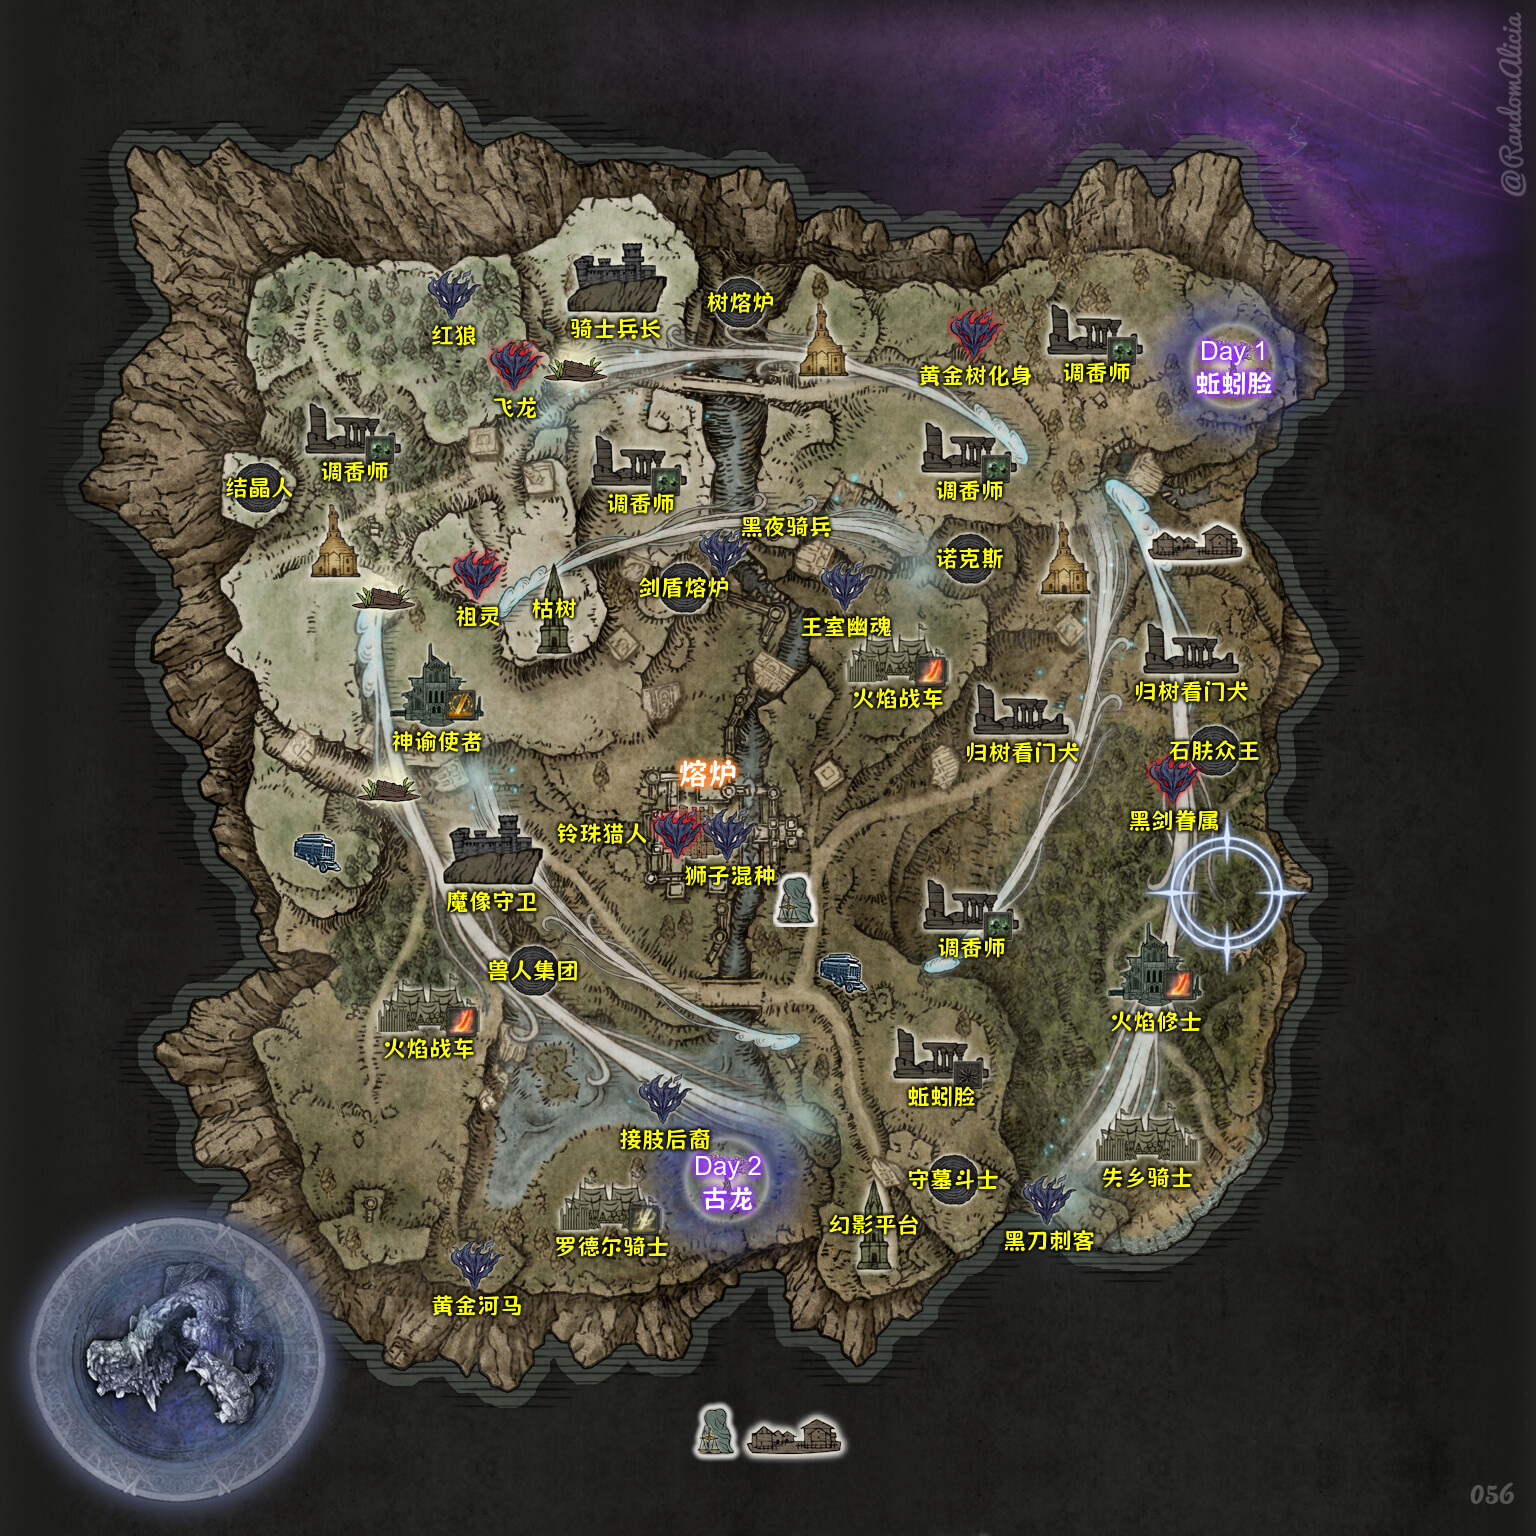 @RandomAlicia
树熔炉
骑士兵长
红狼
Day 1
蚯蚓脸
黄金树化身
调香师
飞龙
调香师
结晶人
调香师
调香师
黑夜骑兵
诺克斯
剑盾熔炉
祖灵
枯树
王室幽魂
归树看门犬
火焰战车
神谕使者
归树看门犬
石肤众王
熔炉
黑剑眷属
铃珠猎人
狮子混种
魔像守卫
调香师
兽人集团
火焰修士
火焰战车
蚯蚓脸
接肢后裔
Day 2
古龙
守墓斗士
失乡骑士
幻影平台
黑刀刺客
罗德尔骑士
黄金河马
056